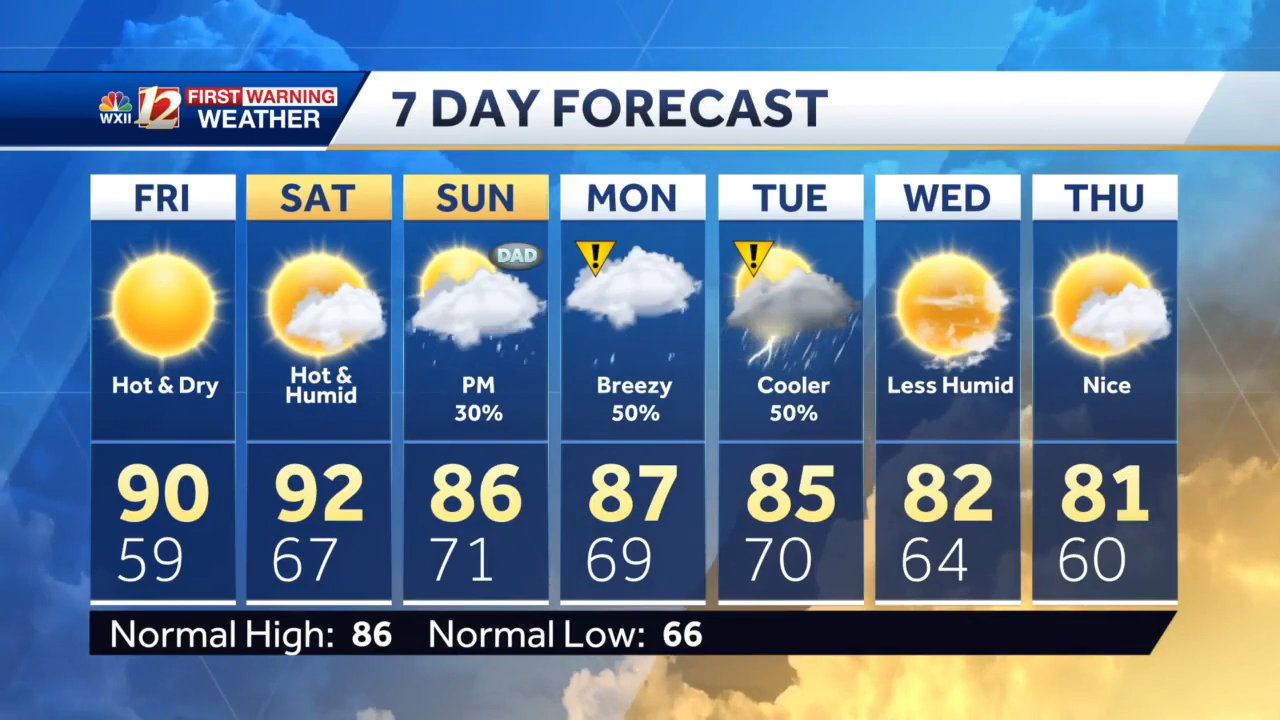 WXII 12 FIRST WARNING
WEATHER
7 DAY FORECAST
FRI SAT SUN MON TUE WED THU
DAD
! !
Hot & Dry
Hot &
Humid
PM
30%
Breezy
50%
Cooler
50%
Less Humid
Nice
90 92 86 87 85 82 81
59 67 71 69 70 64 60
Normal High: 86 Normal Low: 66